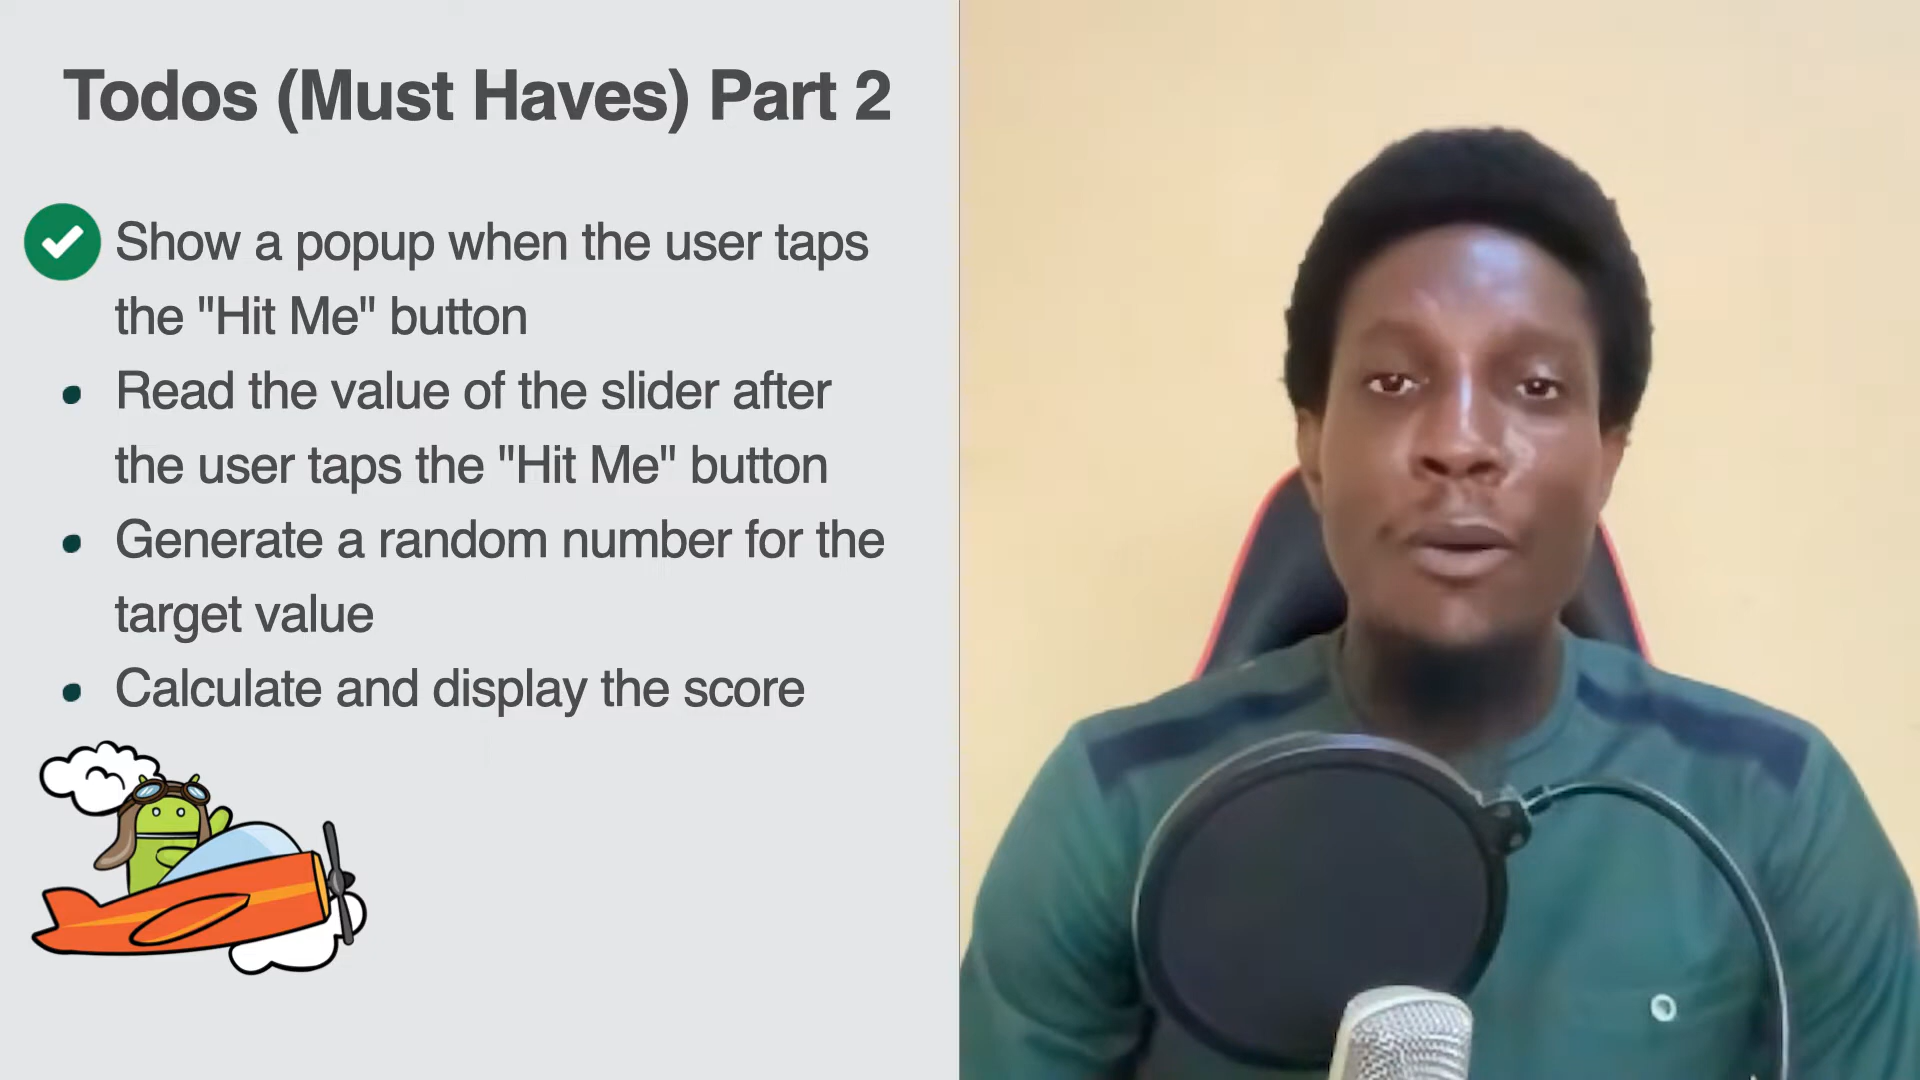 Todos (Must Haves) Part 2
Show a popup when the user taps
the "Hit Me" button
Read the value of the slider after
the user taps the "Hit Me" button
Generate a random number for the
target value
Calculate and display the score